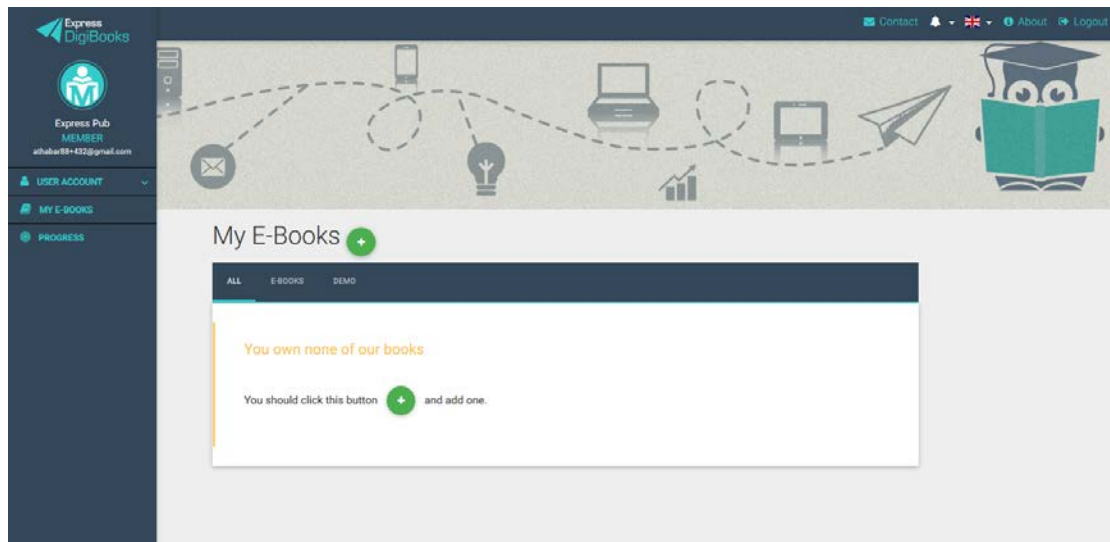 Express
DigiBooks
Contact
About
Logout
M
Express Pub
MEMBER
athabar88+432@gmail.com
USER ACCOUNT
MY E-BOOKS
PROGRESS
My E-Books
ALL E-BOOKS DEMO
You own none of our books
You should click this button and add one.